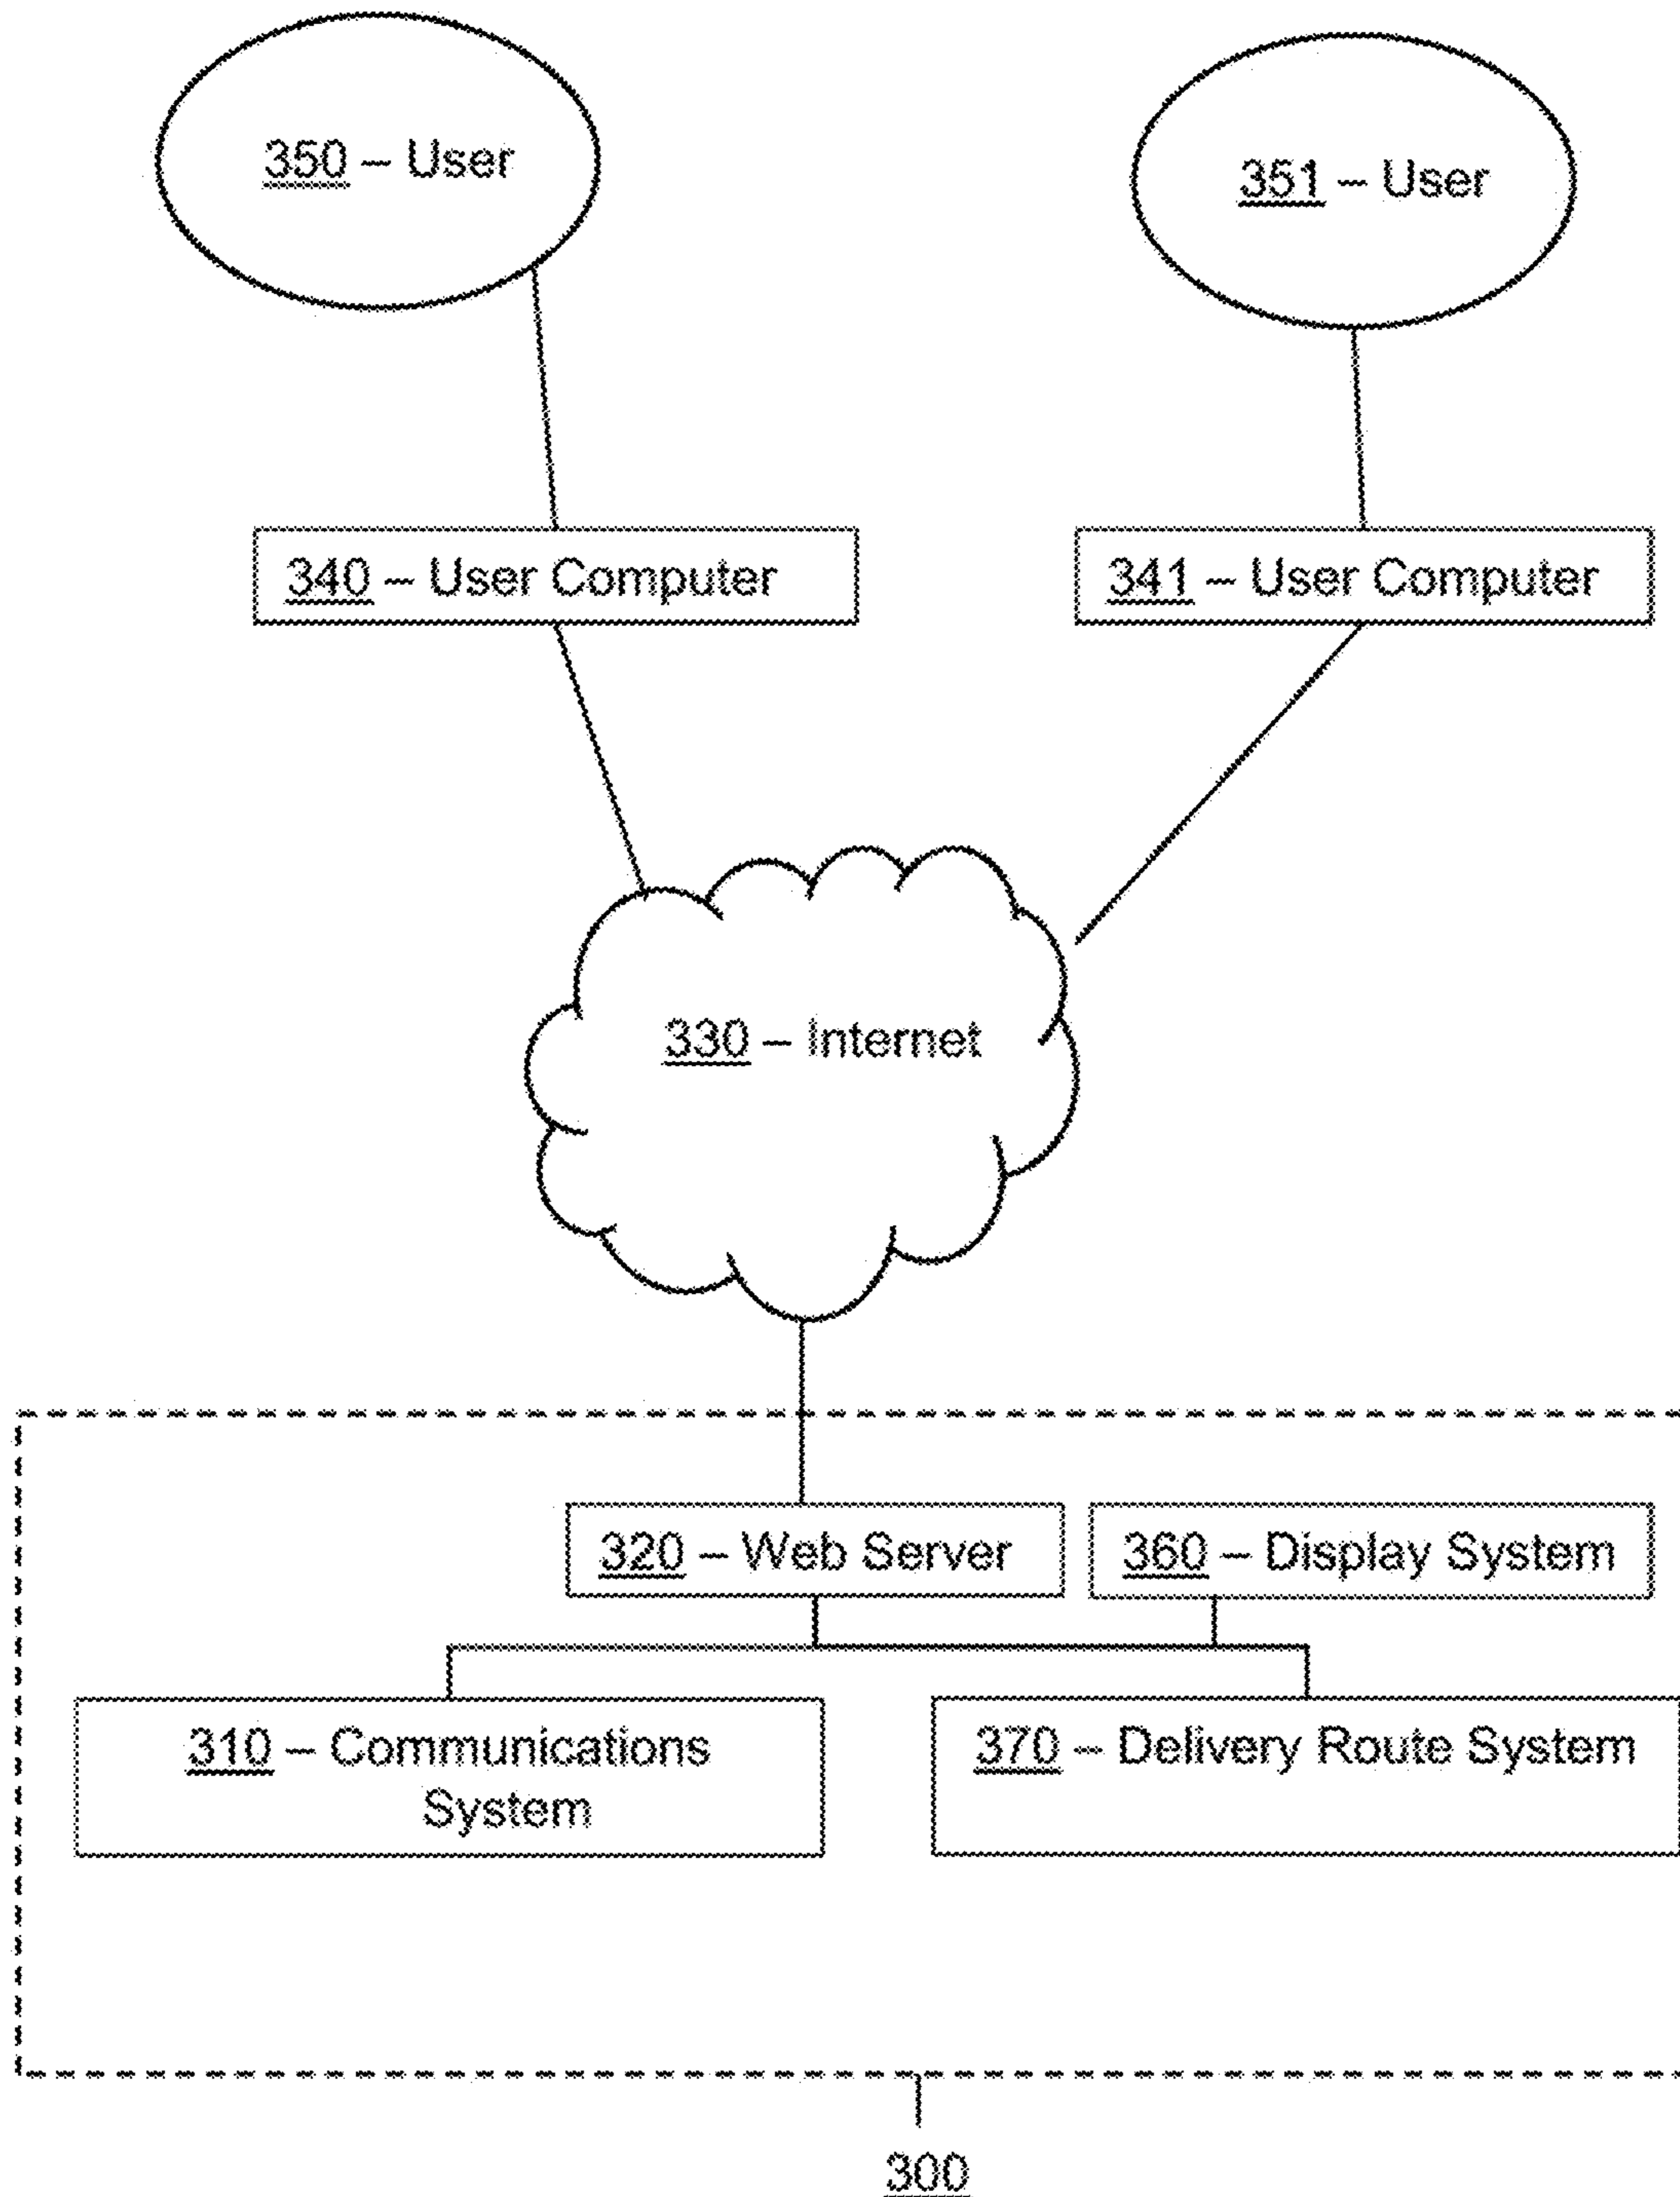 350 – User
351 – User
340 – User Computer
341 – User Computer
330 – Internet
320 – Web Server
360 – Display System
310 – Communications
System
370 – Delivery Route System
300